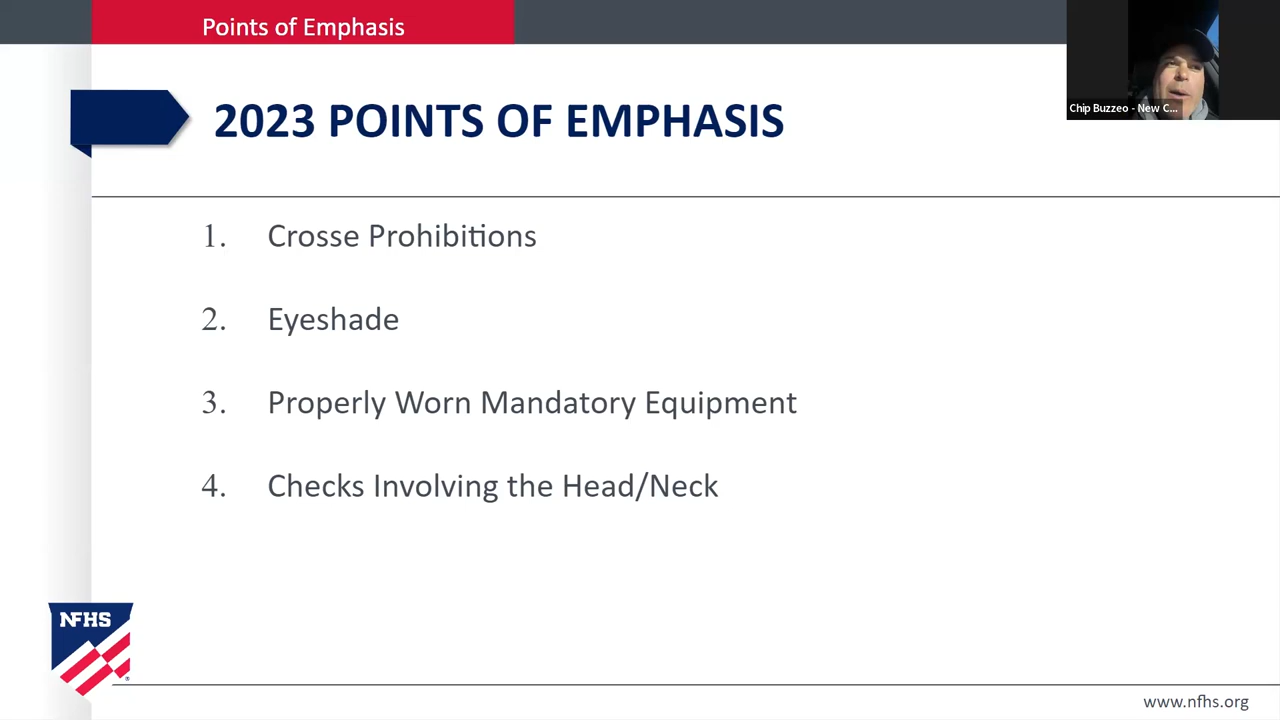 Points of Emphasis
Chip Buzzeo - New C...
2023 POINTS OF EMPHASIS
1. Crosse Prohibitions
2. Eyeshade
3. Properly Worn Mandatory Equipment
4. Checks Involving the Head/Neck
NFHS
www.nfhs.org